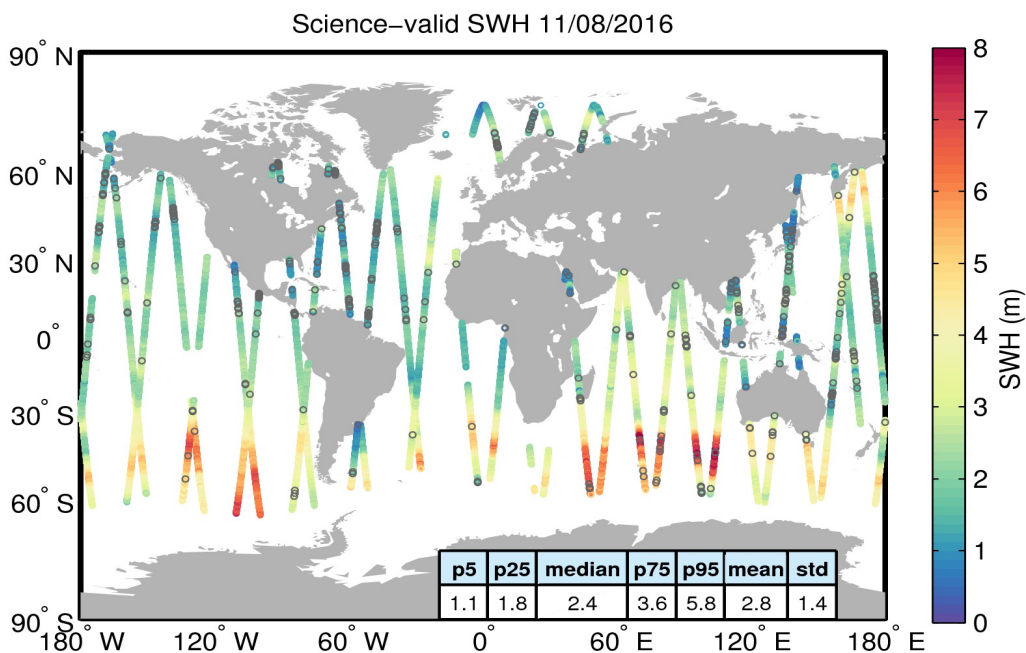 Science−valid SWH 11/08/2016
90° N
60° N
30° N
0°
30° S
60° S
90° S
180° W
120° W
60° W
0°
60° E
120° E
180° E
p5 p25 median p75 p95 mean std
1.1 1.8 2.4 3.6 5.8 2.8 1.4
8
7
6
5
4
3
2
1
0
SWH (m)